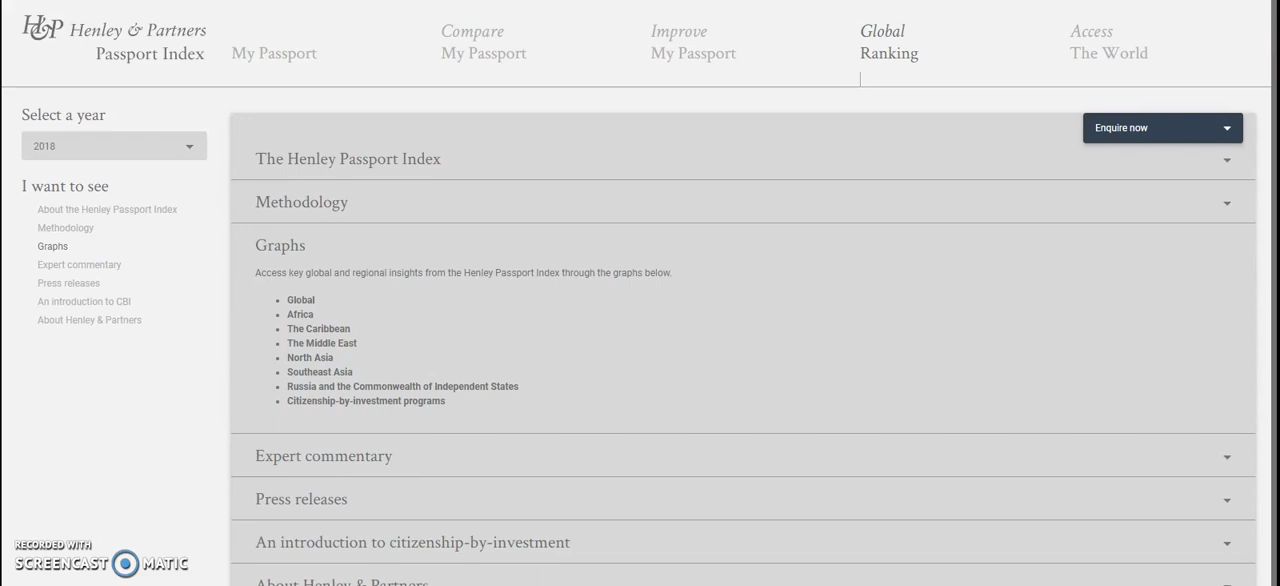 H&P Henley & Partners
Passport Index
My Passport
Compare
My Passport
Improve
My Passport
Global
Ranking
Access
The World
Select a year
2018
I want to see
About the Henley Passport Index
Methodology
Graphs
Expert commentary
Press releases
An introduction to CBI
About Henley & Partners
Enquire now
The Henley Passport Index
Methodology
Graphs
Access key global and regional insights from the Henley Passport Index through the graphs below.
• Global
• Africa
• The Caribbean
• The Middle East
• North Asia
• Southeast Asia
• Russia and the Commonwealth of Independent States
• Citizenship-by-investment programs
Expert commentary
Press releases
An introduction to citizenship-by-investment
About Henley & Partners
RECORDED WITH
SCREENCAST MATIC